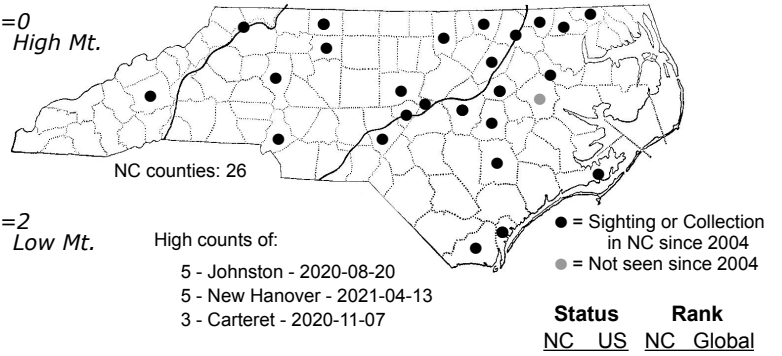 =0
High Mt.
NC counties: 26
=2
Low Mt.
High counts of:
5 - Johnston - 2020-08-20
5 - New Hanover - 2021-04-13
3 - Carteret - 2020-11-07
= Sighting or Collection
in NC since 2004
= Not seen since 2004
Status Rank
NC US NC Global